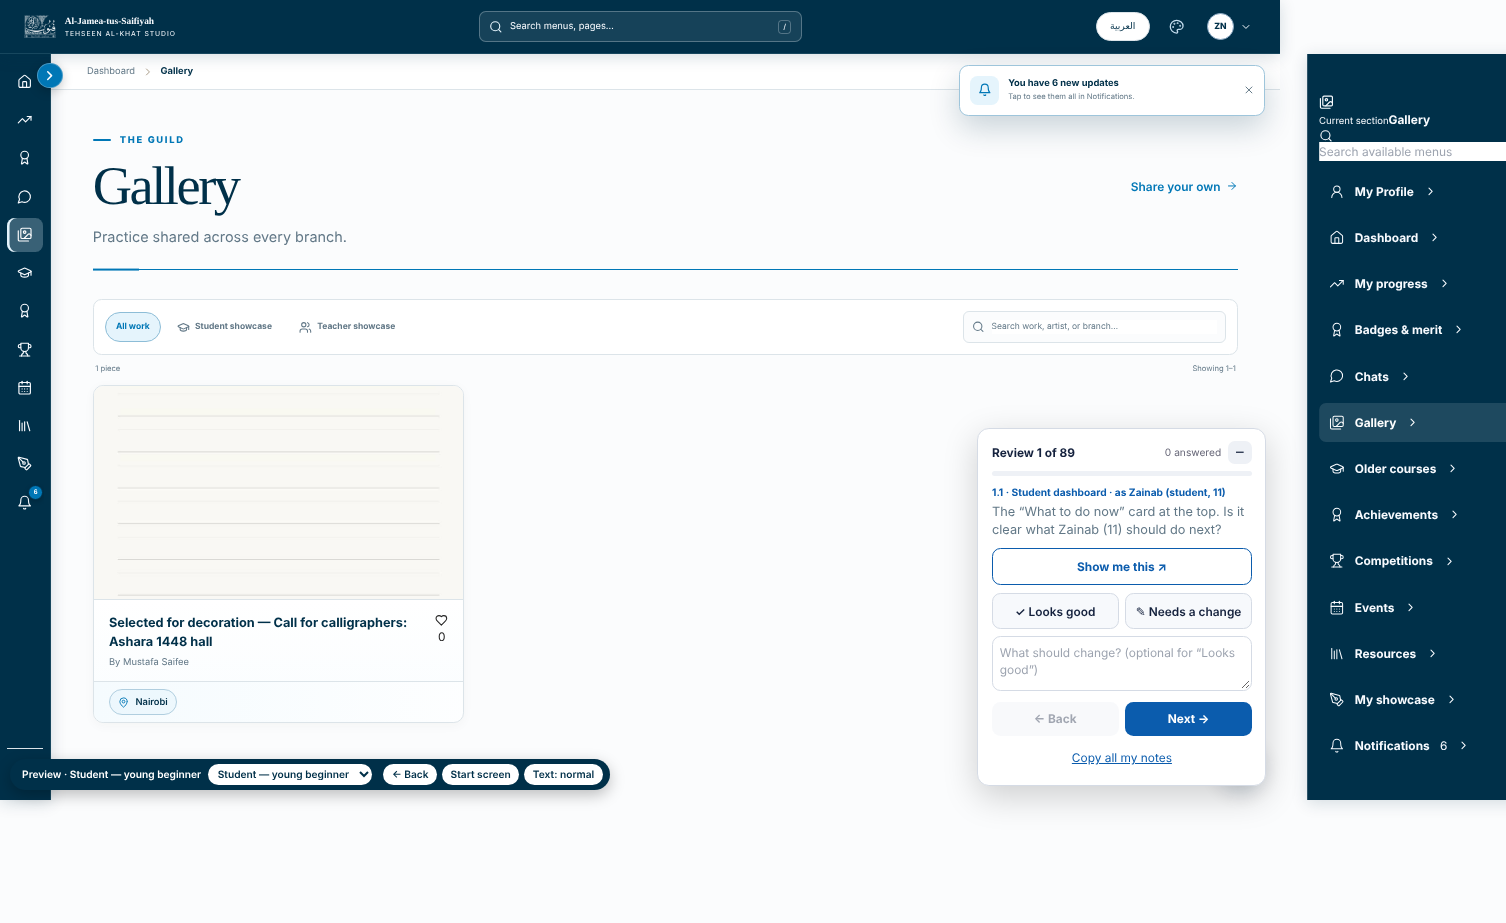 Al-Jamea-tus-Saifiyah
TEHSEEN AL-KHAT STUDIO
Search menus, pages...
/
العربية
ZN
Dashboard
Gallery
You have 6 new updates
Tap to see them all in Notifications.
THE GUILD
Gallery
Practice shared across every branch.
Share your own
All work
Student showcase
Teacher showcase
Search work, artist, or branch...
1 piece
Showing 1–1
Selected for decoration — Call for calligraphers:
Ashara 1448 hall
0
By Mustafa Saifee
Nairobi
6
Review 1 of 89
0 answered
1.1 · Student dashboard · as Zainab (student, 11)
The “What to do now” card at the top. Is it
clear what Zainab (11) should do next?
Show me this ↗
✓ Looks good
✎ Needs a change
What should change? (optional for “Looks
good”)
← Back
Next →
Copy all my notes
Preview · Student — young beginner
Student — young beginner
← Back
Start screen
Text: normal
Current sectionGallery
Search available menus
My Profile
Dashboard
My progress
Badges & merit
Chats
Gallery
Older courses
Achievements
Competitions
Events
Resources
My showcase
Notifications 6